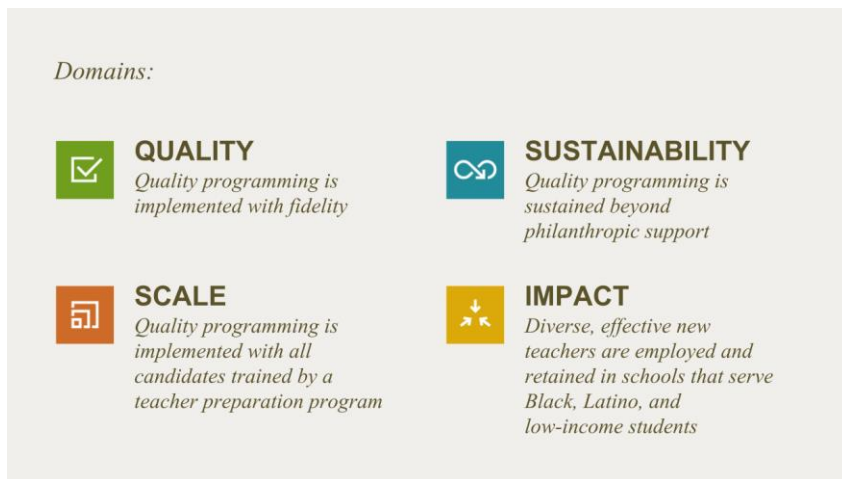 Domains:
QUALITY
Quality programming is
implemented with fidelity
SUSTAINABILITY
Quality programming is
sustained beyond
philanthropic support
SCALE
Quality programming is
implemented with all
candidates trained by a
teacher preparation program
IMPACT
Diverse, effective new
teachers are employed and
retained in schools that serve
Black, Latino, and
low-income students